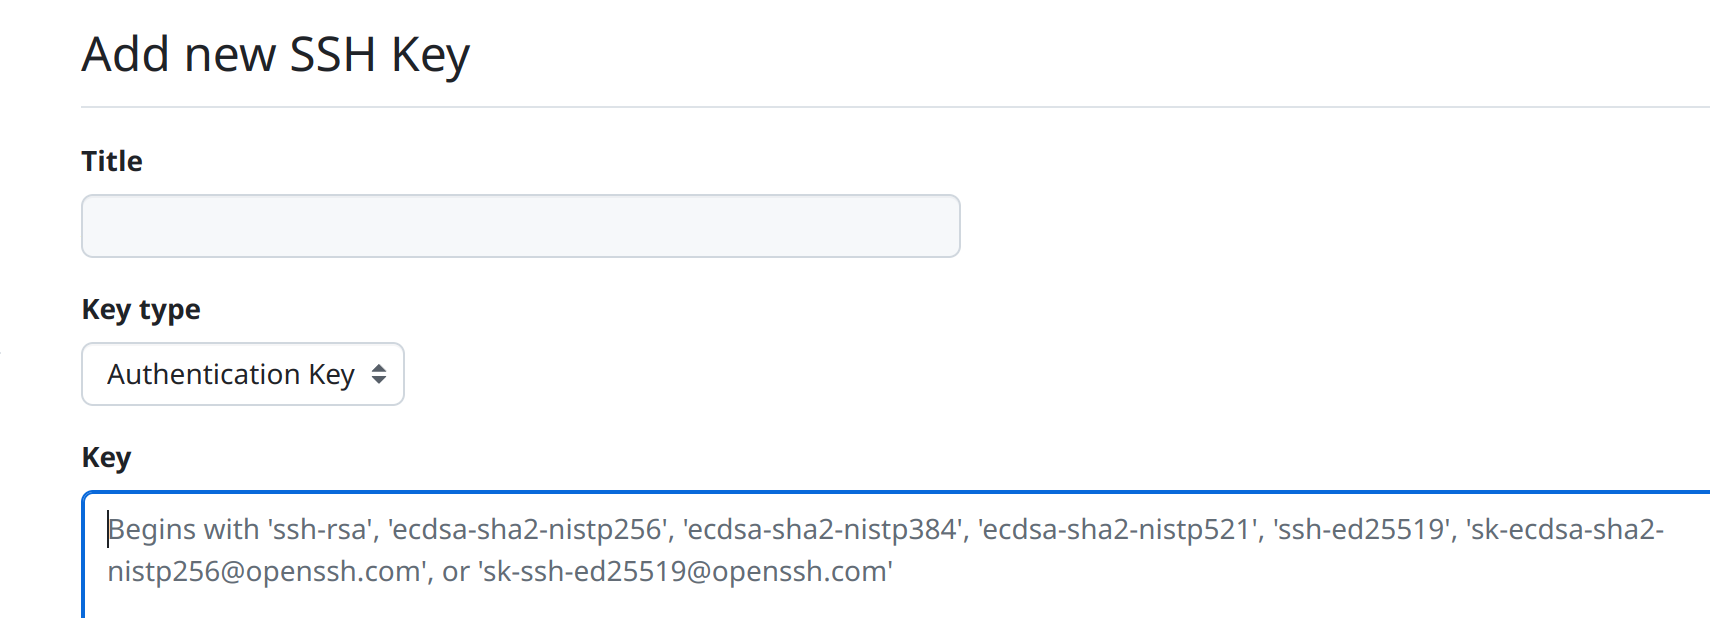 Add new SSH Key
Title
Key type
Authentication Key
Key
Begins with 'ssh-rsa', 'ecdsa-sha2-nistp256', 'ecdsa-sha2-nistp384', 'ecdsa-sha2-nistp521', 'ssh-ed25519', 'sk-ecdsa-sha2-
nistp256@openssh.com', or 'sk-ssh-ed25519@openssh.com'